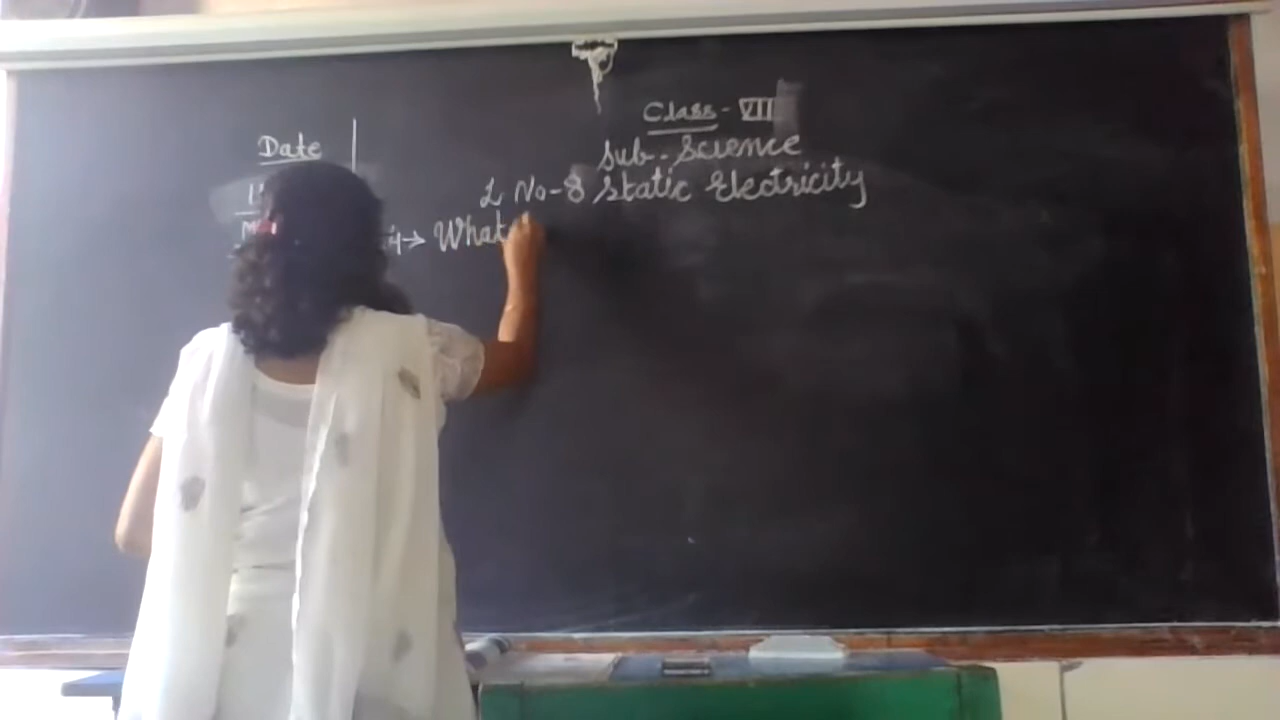 Class - VII
Date
Sub - Science
L No-8 Static Electricity
What